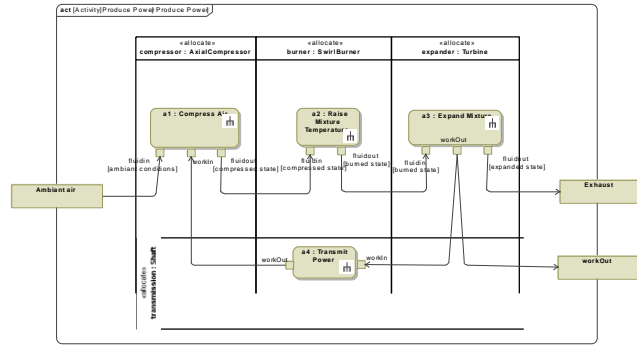 act [Activity]Produce Power[ Produce Power]
«allocate»
compressor : AxialCompressor
«allocate»
burner : SwirlBurner
«allocate»
expander : Turbine
a1 : Compress Air
a2 : Raise
Mixture
Temperature
a3 : Expand Mixture
workOut
fluidin
[ambiant conditions]
workIn
fluidout
[compressed state]
fluidin
[compressed state]
fluidout
[burned state]
fluidin
[burned state]
fluidout
[expanded state]
Ambiant air
Exhaust
«allocate»
transmission : Shaft
workOut
a4 : Transmit
Power
workIn
workOut